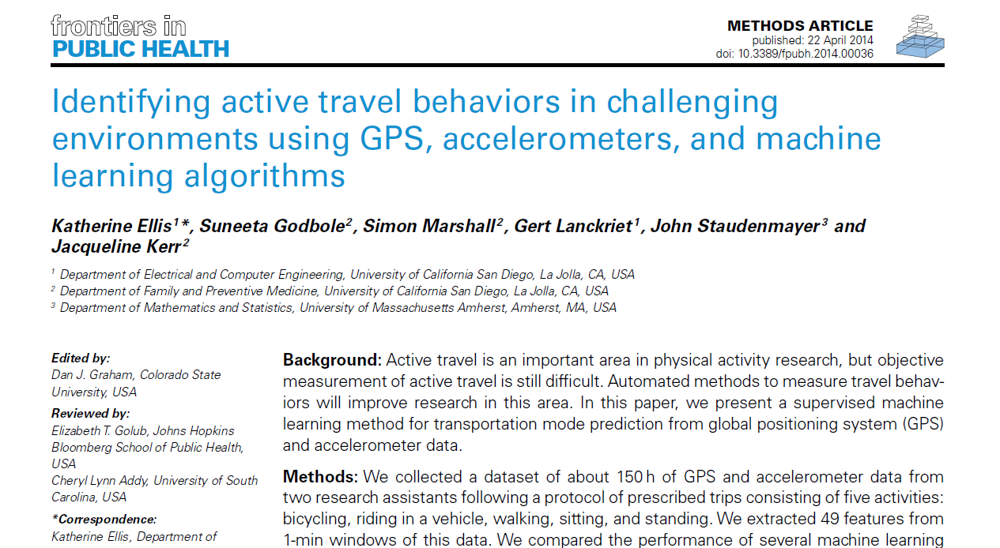 frontiers in
PUBLIC HEALTH
METHODS ARTICLE
published: 22 April 2014
doi: 10.3389/fpubh.2014.00036
Identifying active travel behaviors in challenging
environments using GPS, accelerometers, and machine
learning algorithms
Katherine Ellis1*, Suneeta Godbole2, Simon Marshall2, Gert Lanckriet1, John Staudenmayer3 and
Jacqueline Kerr2
1 Department of Electrical and Computer Engineering, University of California San Diego, La Jolla, CA, USA
2 Department of Family and Preventive Medicine, University of California San Diego, La Jolla, CA, USA
3 Department of Mathematics and Statistics, University of Massachusetts Amherst, Amherst, MA, USA
Edited by:
Dan J. Graham, Colorado State
University, USA
Reviewed by:
Elizabeth T. Golub, Johns Hopkins
Bloomberg School of Public Health,
USA
Cheryl Lynn Addy, University of South
Carolina, USA
*Correspondence:
Katherine Ellis, Department of
Background: Active travel is an important area in physical activity research, but objective
measurement of active travel is still difficult. Automated methods to measure travel behav-
iors will improve research in this area. In this paper, we present a supervised machine
learning method for transportation mode prediction from global positioning system (GPS)
and accelerometer data.
Methods: We collected a dataset of about 150 h of GPS and accelerometer data from
two research assistants following a protocol of prescribed trips consisting of five activities:
bicycling, riding in a vehicle, walking, sitting, and standing. We extracted 49 features from
1-min windows of this data. We compared the performance of several machine learning